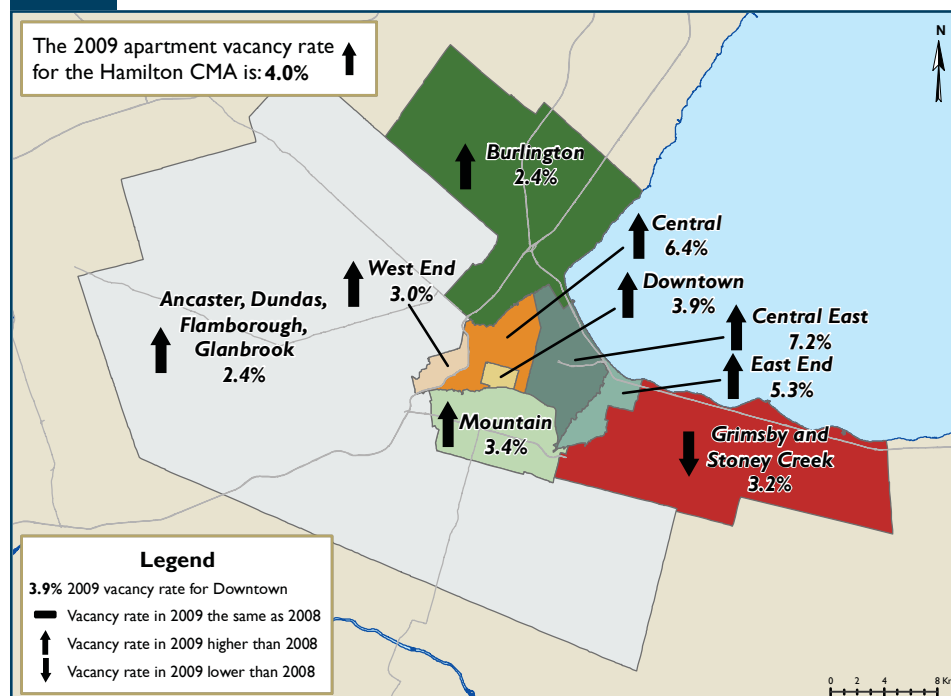 The 2009 apartment vacancy rate
for the Hamilton CMA is: 4.0%
N
Burlington
2.4%
Central
6.4%
West End
3.0%
Downtown
3.9%
Ancaster, Dundas,
Flamborough,
Glanbrook
2.4%
Central East
7.2%
East End
5.3%
Mountain
3.4%
Grimsby and
Stoney Creek
3.2%
Legend
3.9% 2009 vacancy rate for Downtown
Vacancy rate in 2009 the same as 2008
Vacancy rate in 2009 higher than 2008
Vacancy rate in 2009 lower than 2008
0 2 4 6 8 K